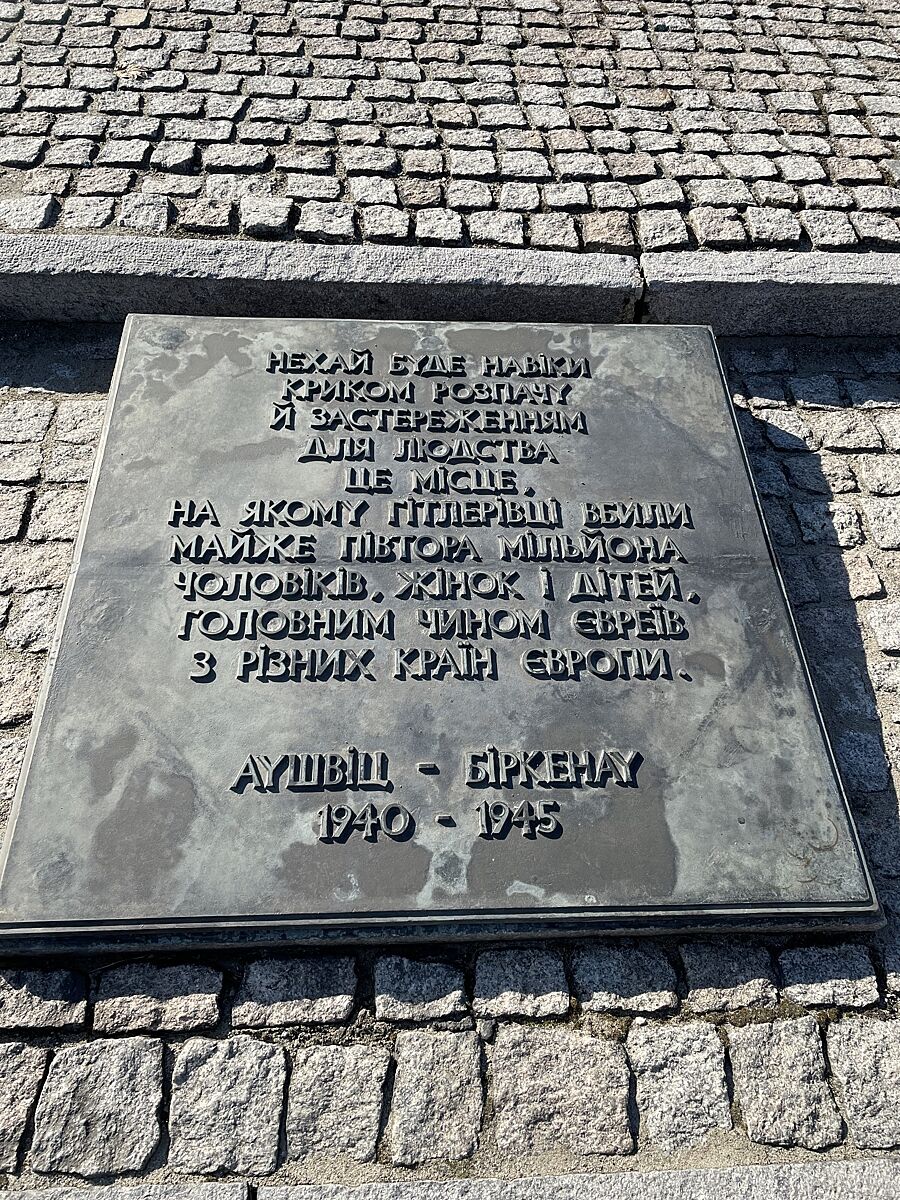 НЕХАЙ БУДЕ НАВІКИ
КРИКОМ РОЗПАЧУ
Й ЗАСТЕРЕЖЕННЯМ
ДЛЯ ЛЮДСТВА
ЦЕ МІСЦЕ,
НА ЯКОМУ ГІТЛЕРІВЦІ ВБИЛИ
МАЙЖЕ ПІВТОРА МІЛЬЙОНА
ЧОЛОВІКІВ, ЖІНОК І ДІТЕЙ,
ГОЛОВНИМ ЧИНОМ ЄВРЕЇВ
З РІЗНИХ КРАЇН ЄВРОПИ.
АУШВІЦ - БІРКЕНАУ
1940 - 1945